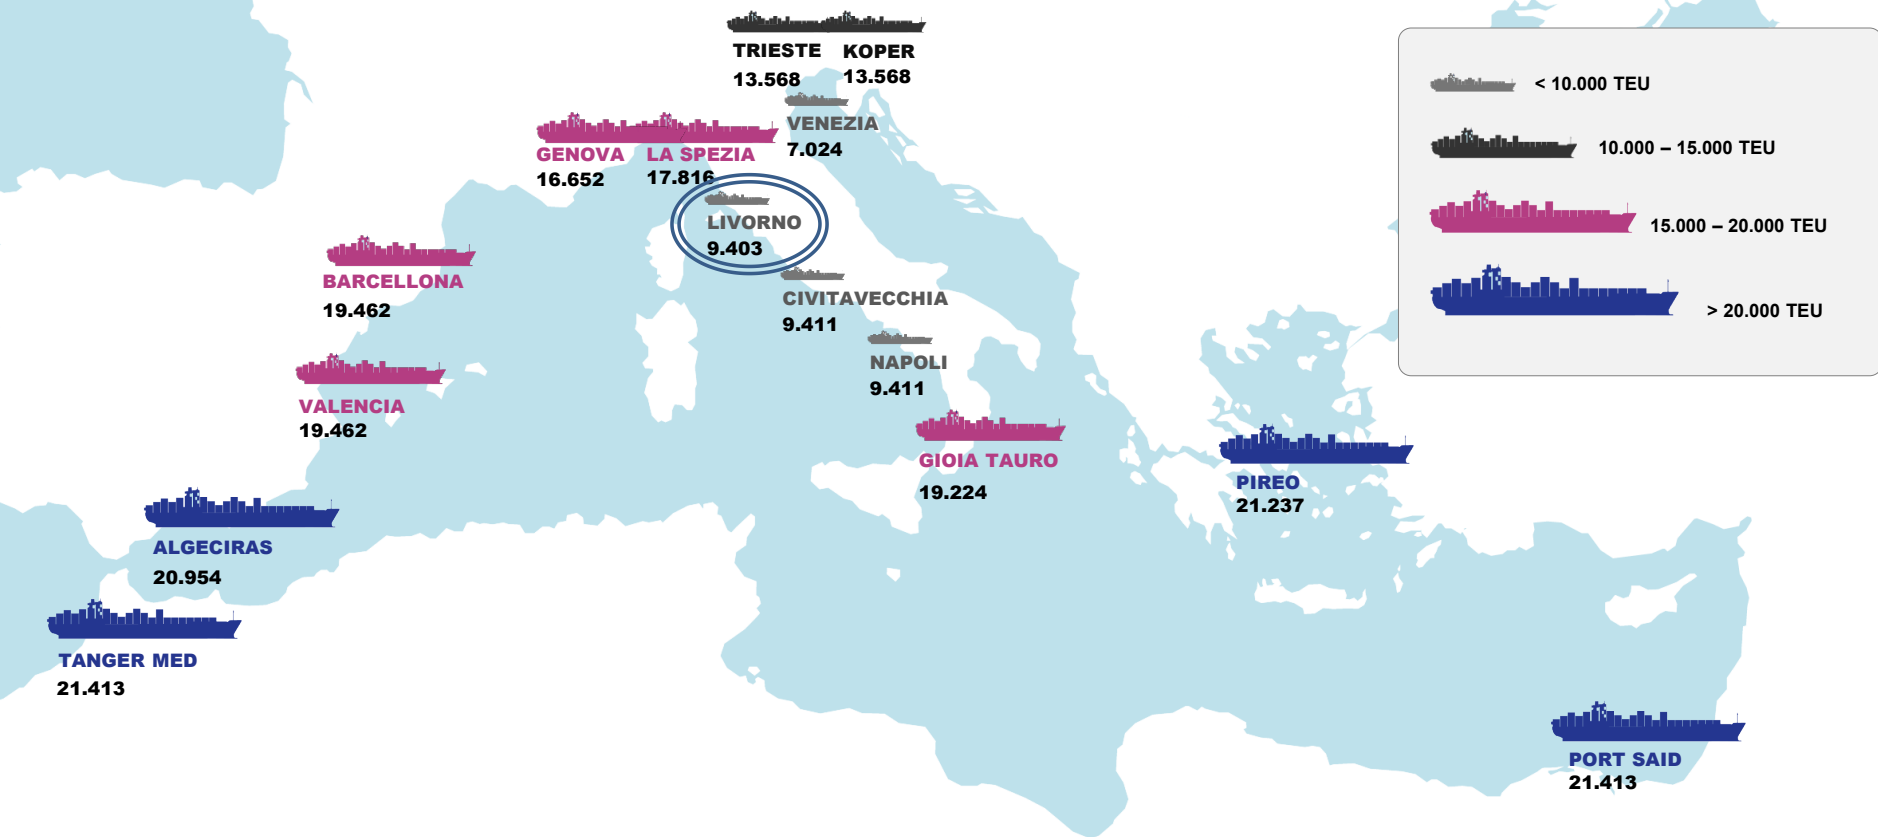 TRIESTE
13.568
KOPER
13.568
VENEZIA
7.024
GENOVA
16.652
LA SPEZIA
17.816
LIVORNO
9.403
BARCELLONA
19.462
CIVITAVECCHIA
9.411
NAPOLI
9.411
VALENCIA
19.462
GIOIA TAURO
19.224
PIREO
21.237
ALGECIRAS
20.954
TANGER MED
21.413
PORT SAID
21.413
< 10.000 TEU
10.000 – 15.000 TEU
15.000 – 20.000 TEU
> 20.000 TEU